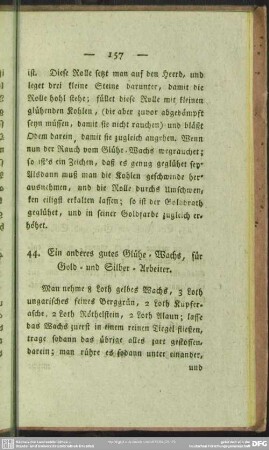 — 157 —
ist. Diese Rolle setzt man auf den Heerd, und
leget drei kleine Steine darunter, damit die
Rolle hohl stehe; füllet diese Rolle mit kleinen
glühenden Kohlen, (die aber zuvor abgedämpft
seyn müssen, damit sie nicht rauchen) und bläßt
Odem darein, damit sie zugleich angehen. Wenn
nun der Rauch vom Glühe-Wachs wegrauchet;
so ist's ein Zeichen, daß es genug geglühet sey
Alsdann muß man die Kohlen geschwinde her-
ausnehmen, und die Rolle durchs Umschwen-
ken eiligst erkalten lassen; so ist der Golddrath
geglühet, und in seiner Goldfarbe zugleich er-
höhet.
44. Ein anderes gutes Glühe-Wachs, für
Gold- und Silber-Arbeiter.
Man nehme 8 Loth gelbes Wachs, 3 Loth
ungarisches feines Berggrün, 2 Loth Kupfer-
asche, 2 Loth Röthelstein, 2 Loth Alaun; lasse
das Wachs zuerst in einem reinen Tiegel fließen,
trage sodann das übrige alles zart gestossen
darein; man rühre es sodann unter einander,
und